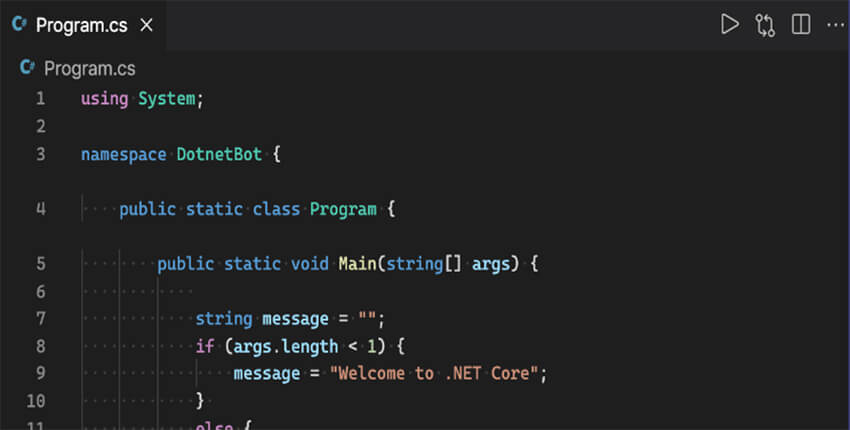 C# Program.cs
C# Program.cs
1 using System;
2
3 namespace DotnetBot {
4 public static class Program {
5 public static void Main(string[] args) {
6
7 string message = "";
8 if (args.length < 1) {
9 message = "Welcome to .NET Core";
10 }
11 else {